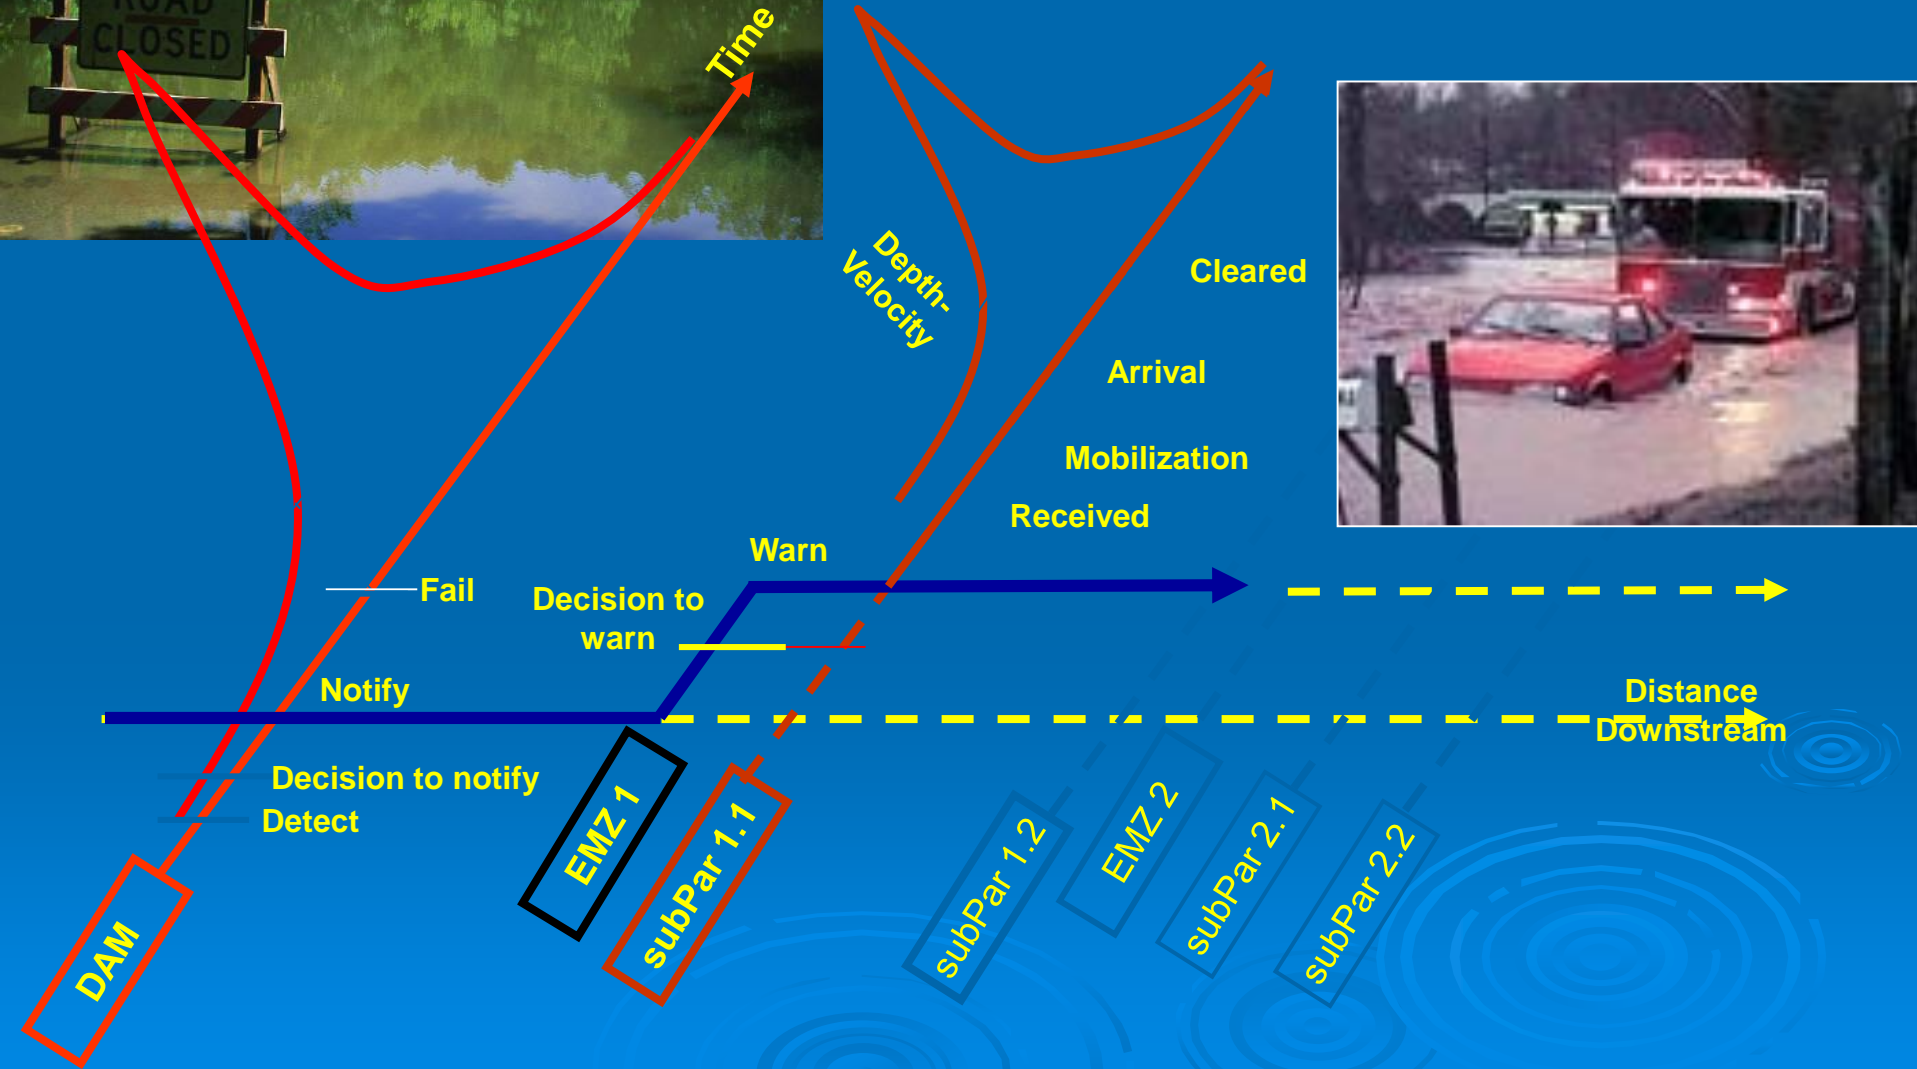 ROAD
CLOSED
Time
Depth-
Velocity
Cleared
Arrival
Mobilization
Received
Warn
Fail
Decision to
warn
Notify
Distance
Downstream
Decision to notify
Detect
EMZ 1
subPar 1.1
subPar 1.2
EMZ 2
subPar 2.1
subPar 2.2
DAM